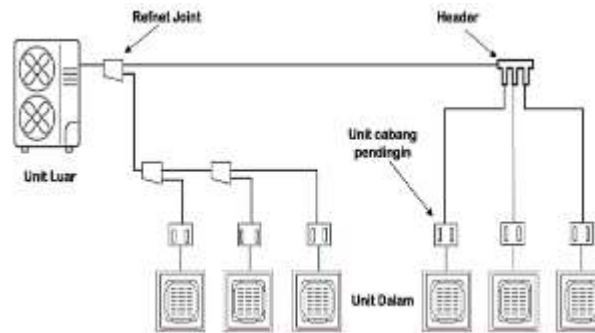 Refnet Joint
Header
Unit Luar
Unit cabang
pendingin
Unit Dalam